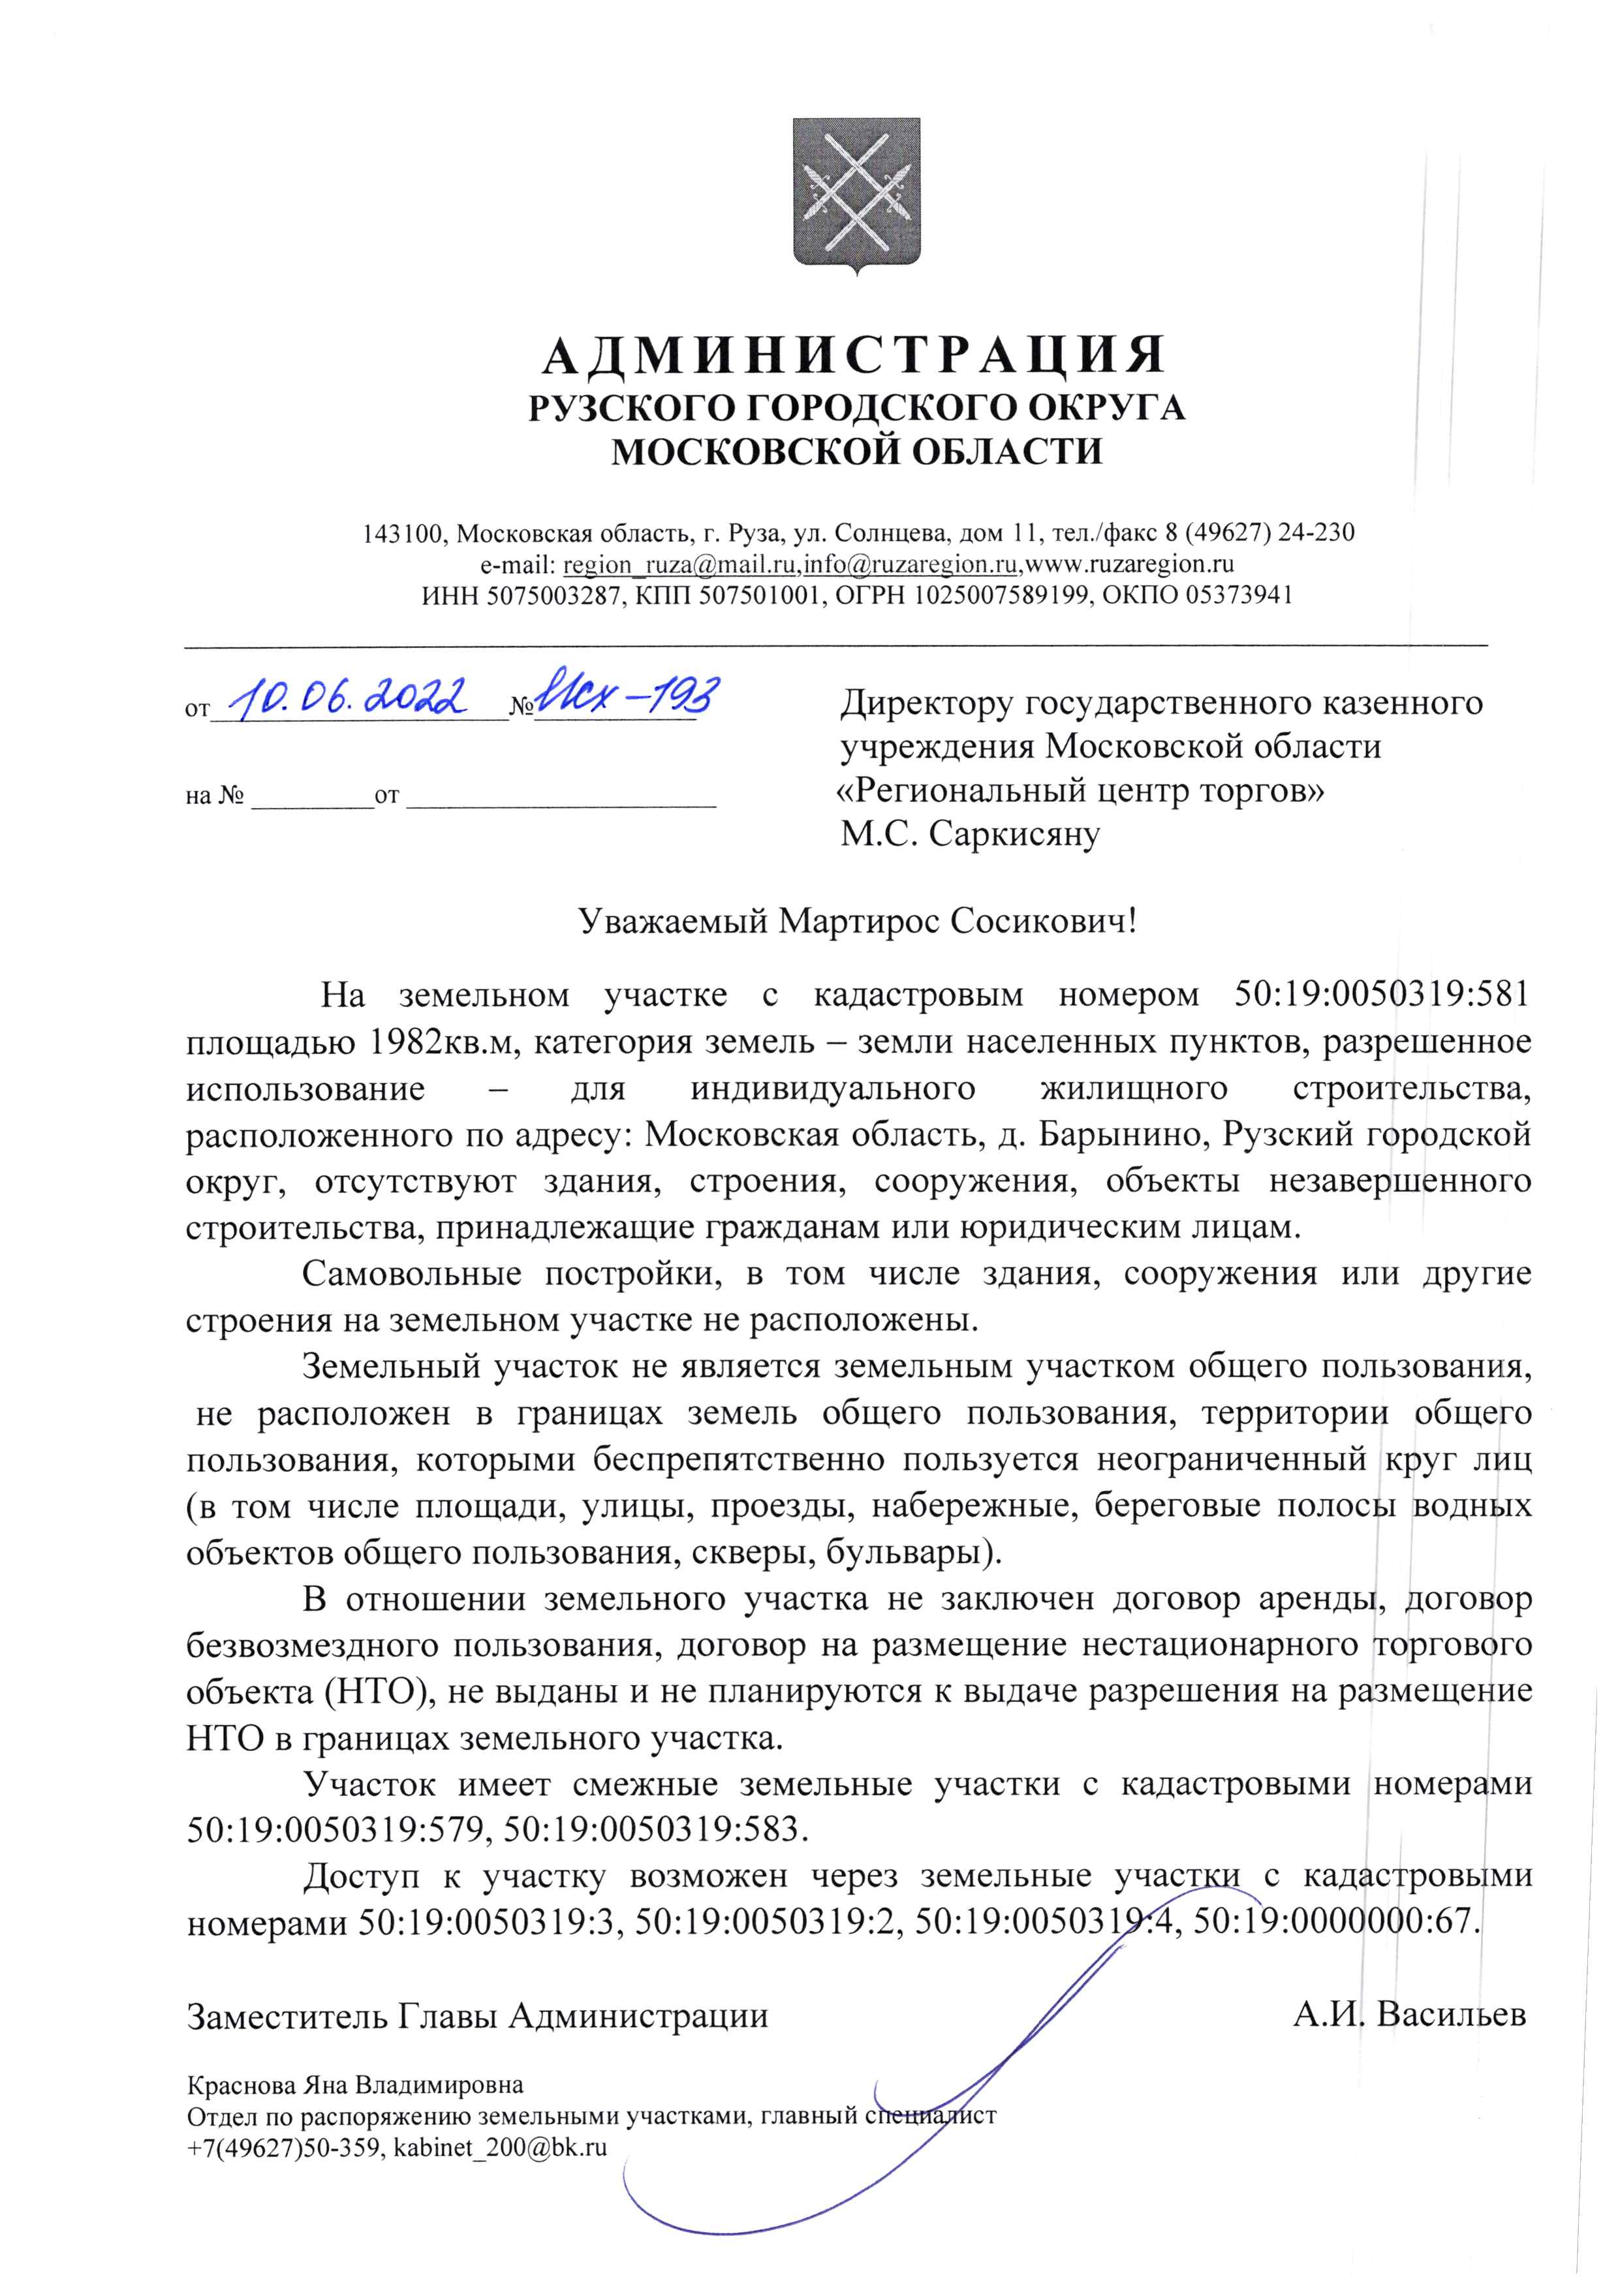 АДМИНИСТРАЦИЯ
РУЗСКОГО ГОРОДСКОГО ОКРУГА
МОСКОВСКОЙ ОБЛАСТИ
143100, Московская область, г. Руза, ул. Солнцева, дом 11, тел./факс 8 (49627) 24-230
e-mail: region_ruza@mail.ru,info@ruzaregion.ru,www.ruzaregion.ru
ИНН 5075003287, КПП 507501001, ОГРН 1025007589199, ОКПО 05373941
от 10.06.2022 № Исх-193
на № _________от ______________________
Директору государственного казенного
учреждения Московской области
«Региональный центр торгов»
М.С. Саркисяну
Уважаемый Мартирос Сосикович!
На земельном участке с кадастровым номером 50:19:0050319:581
площадью 1982кв.м, категория земель – земли населенных пунктов, разрешенное
использование – для индивидуального жилищного строительства,
расположенного по адресу: Московская область, д. Барынино, Рузский городской
округ, отсутствуют здания, строения, сооружения, объекты незавершенного
строительства, принадлежащие гражданам или юридическим лицам.
Самовольные постройки, в том числе здания, сооружения или другие
строения на земельном участке не расположены.
Земельный участок не является земельным участком общего пользования,
не расположен в границах земель общего пользования, территории общего
пользования, которыми беспрепятственно пользуется неограниченный круг лиц
(в том числе площади, улицы, проезды, набережные, береговые полосы водных
объектов общего пользования, скверы, бульвары).
В отношении земельного участка не заключен договор аренды, договор
безвозмездного пользования, договор на размещение нестационарного торгового
объекта (НТО), не выданы и не планируются к выдаче разрешения на размещение
НТО в границах земельного участка.
Участок имеет смежные земельные участки с кадастровыми номерами
50:19:0050319:579, 50:19:0050319:583.
Доступ к участку возможен через земельные участки с кадастровыми
номерами 50:19:0050319:3, 50:19:0050319:2, 50:19:0050319:4, 50:19:0000000:67.
Заместитель Главы Администрации А.И. Васильев
Краснова Яна Владимировна
Отдел по распоряжению земельными участками, главный специалист
+7(49627)50-359, kabinet_200@bk.ru